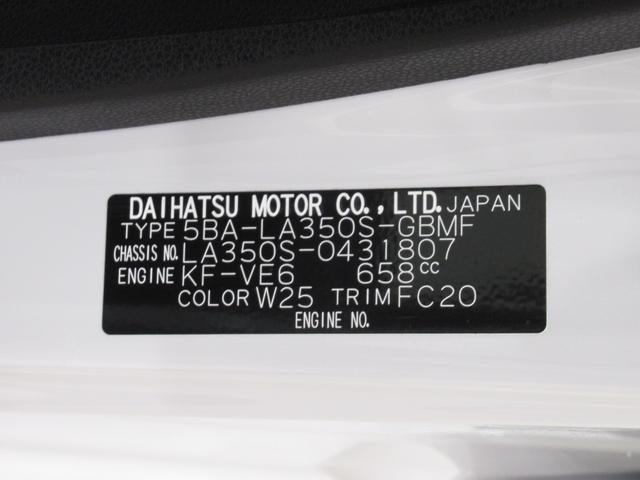 DAIHATSU MOTOR CO., LTD. JAPAN
TYPE 5BA-LA350S-GBMF
CHASSIS NO. LA350S-0431807
ENGINE KF-VE6 658cc
COLOR W25 TRIM FC20
ENGINE NO.